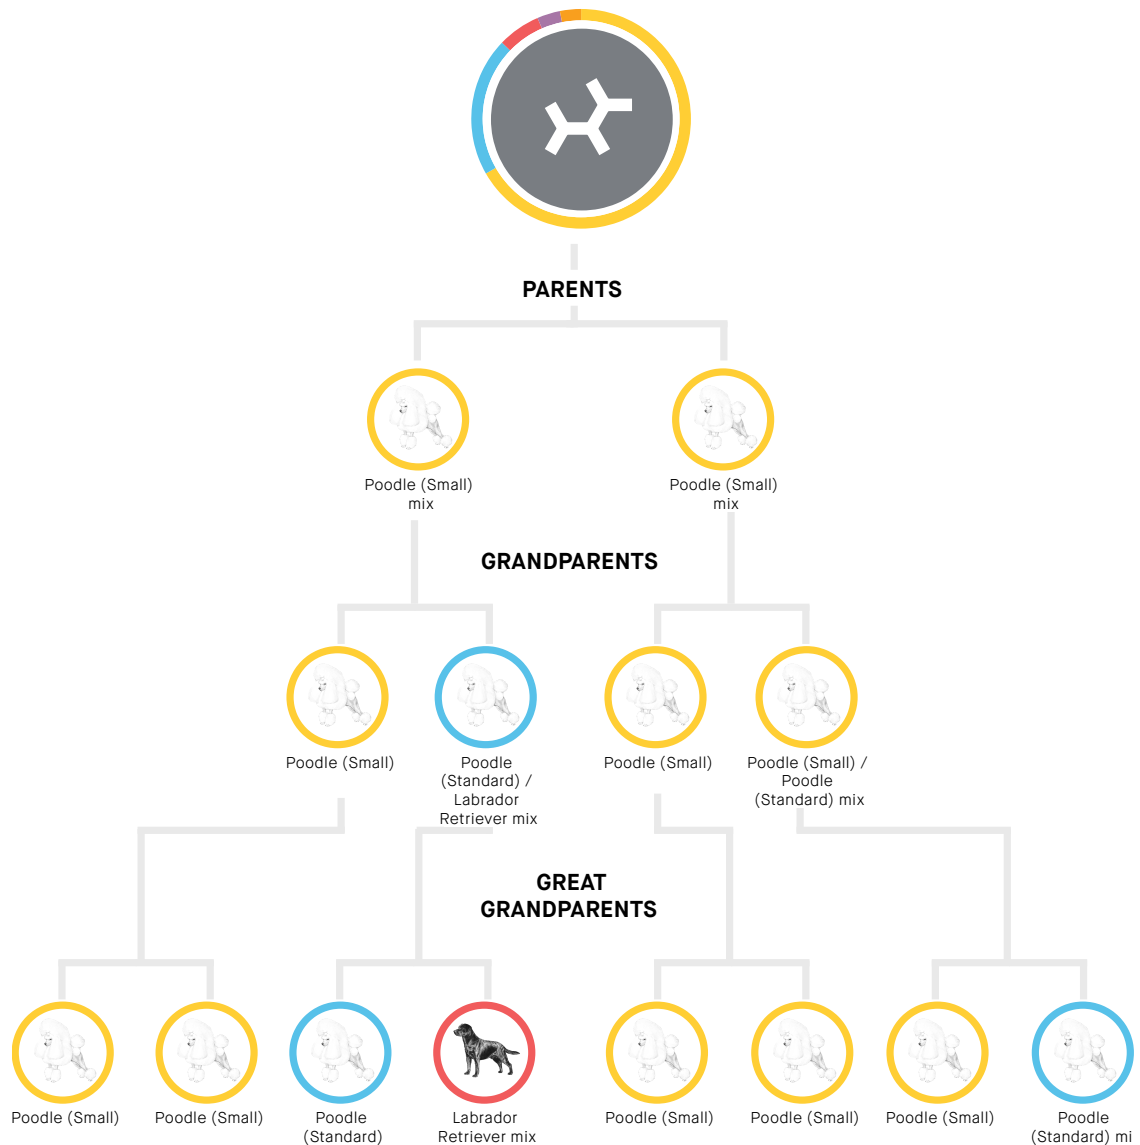 PARENTS
Poodle (Small)
mix
Poodle (Small)
mix
GRANDPARENTS
Poodle (Small)
Poodle
(Standard) /
Labrador
Retriever mix
Poodle (Small)
Poodle (Small) /
Poodle
(Standard) mix
GREAT
GRANDPARENTS
Poodle (Small)
Poodle (Small)
Poodle
(Standard)
Labrador
Retriever mix
Poodle (Small)
Poodle (Small)
Poodle (Small)
Poodle
(Standard) mi